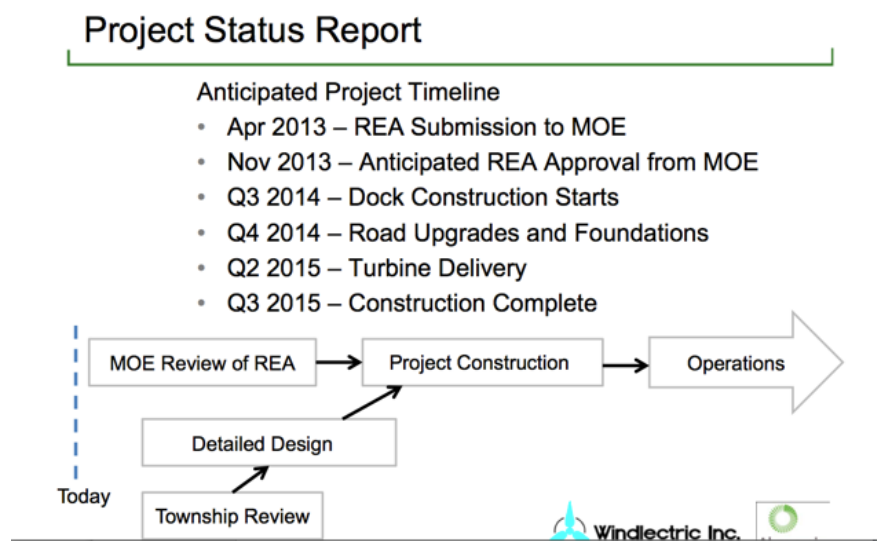 Project Status Report
Anticipated Project Timeline
• Apr 2013 – REA Submission to MOE
• Nov 2013 – Anticipated REA Approval from MOE
• Q3 2014 – Dock Construction Starts
• Q4 2014 – Road Upgrades and Foundations
• Q2 2015 – Turbine Delivery
• Q3 2015 – Construction Complete
MOE Review of REA
Project Construction
Operations
Detailed Design
Today
Township Review
Windlectric Inc.